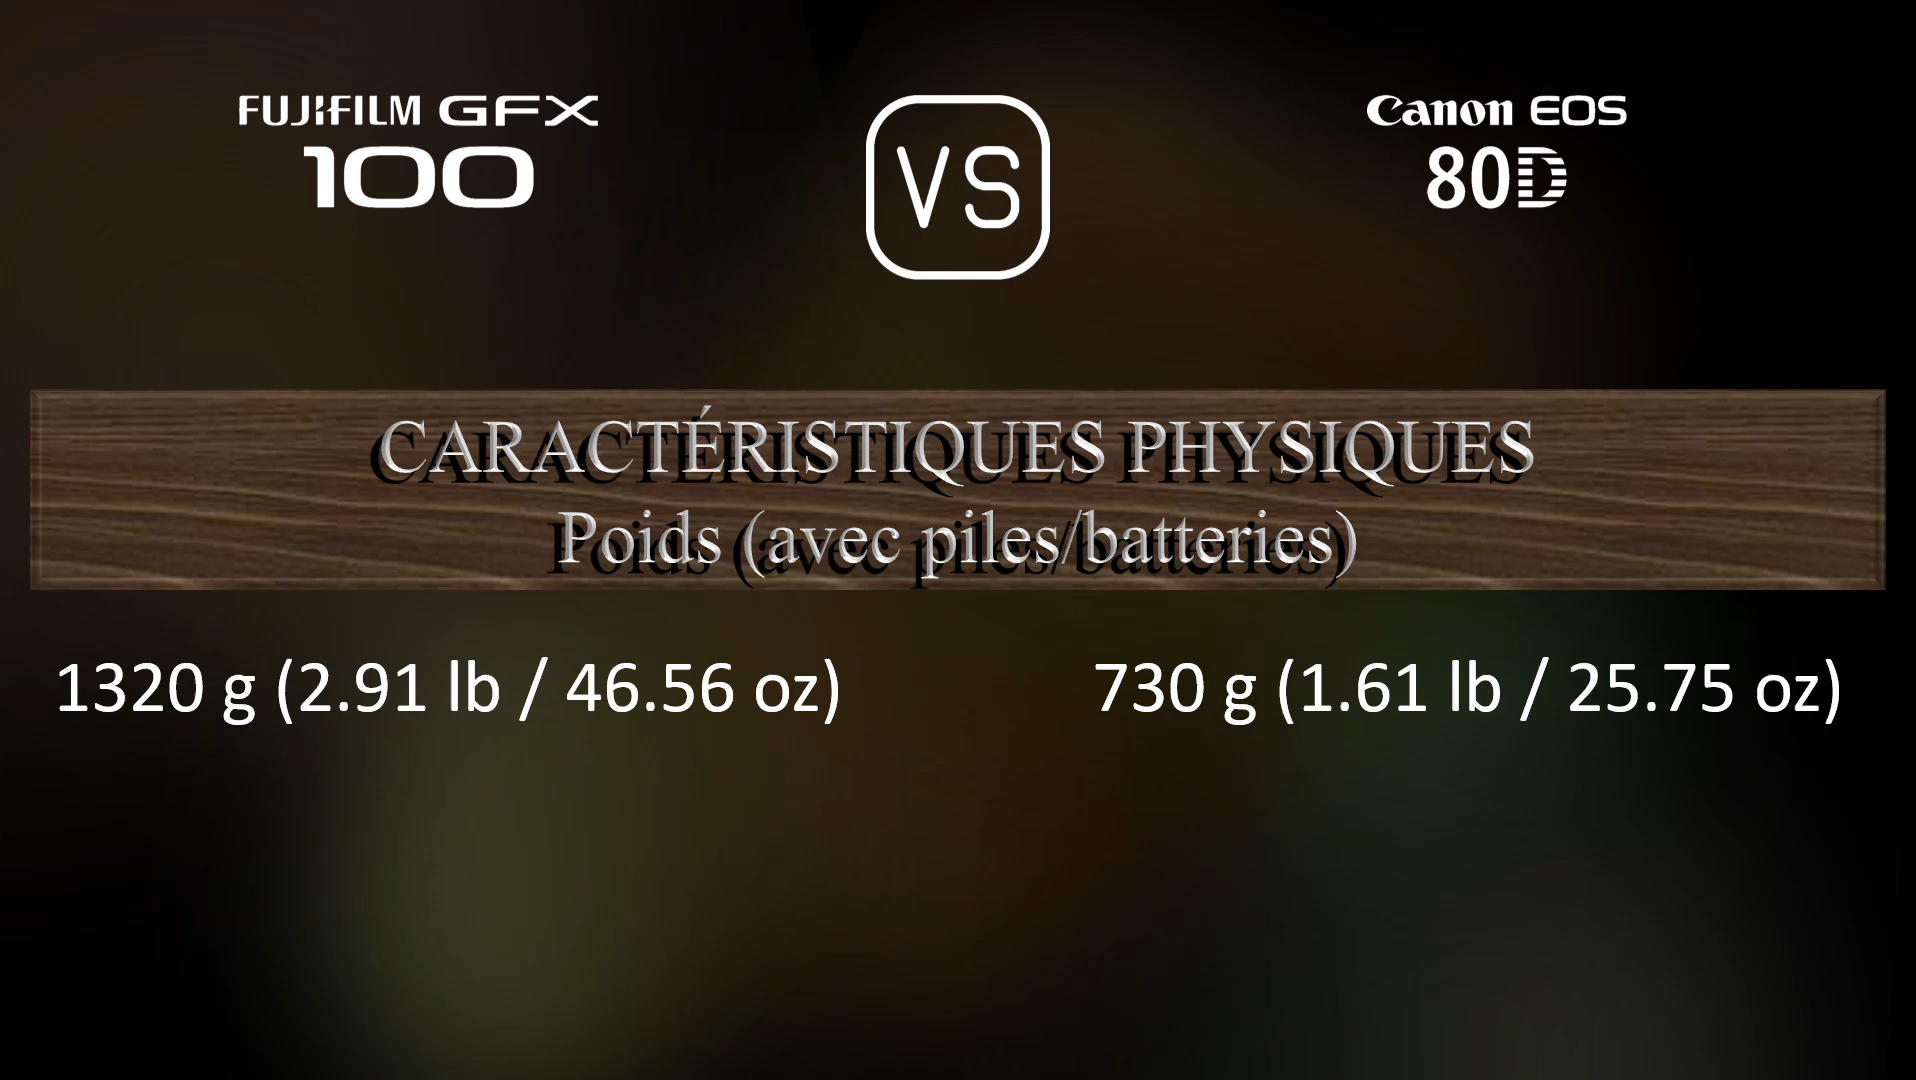 FUJIFILM GFX
100
VS
Canon EOS
80D
CARACTÉRISTIQUES PHYSIQUES
Poids (avec piles/batteries)
1320 g (2.91 lb / 46.56 oz)
730 g (1.61 lb / 25.75 oz)